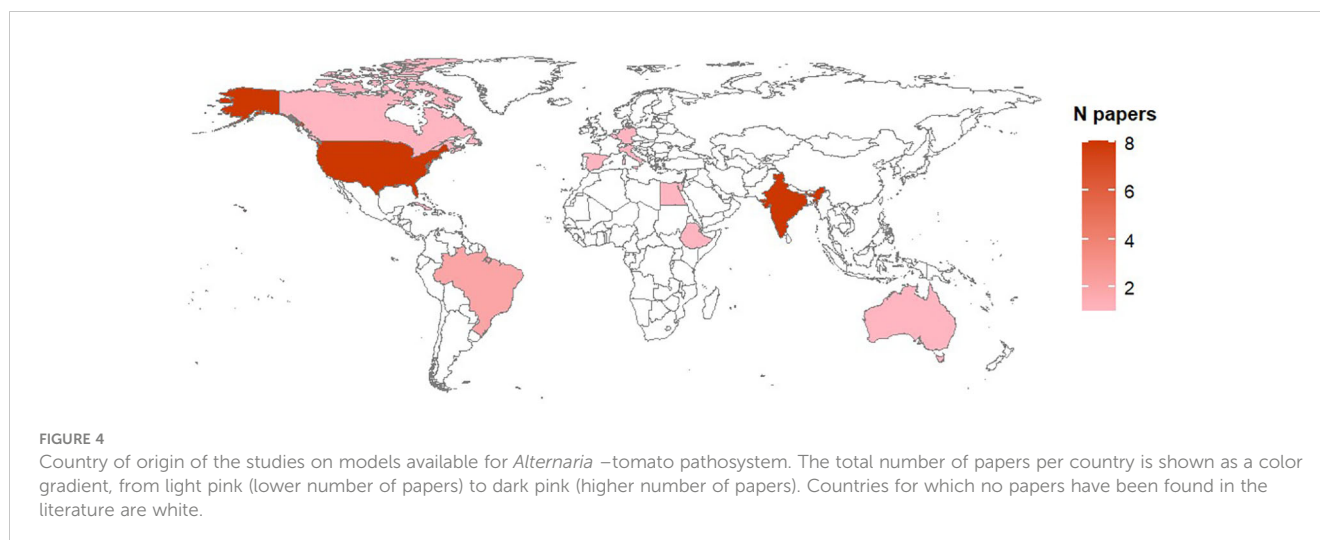 N papers
8
6
4
2
FIGURE 4
Country of origin of the studies on models available for Alternaria –tomato pathosystem. The total number of papers per country is shown as a color
gradient, from light pink (lower number of papers) to dark pink (higher number of papers). Countries for which no papers have been found in the
literature are white.